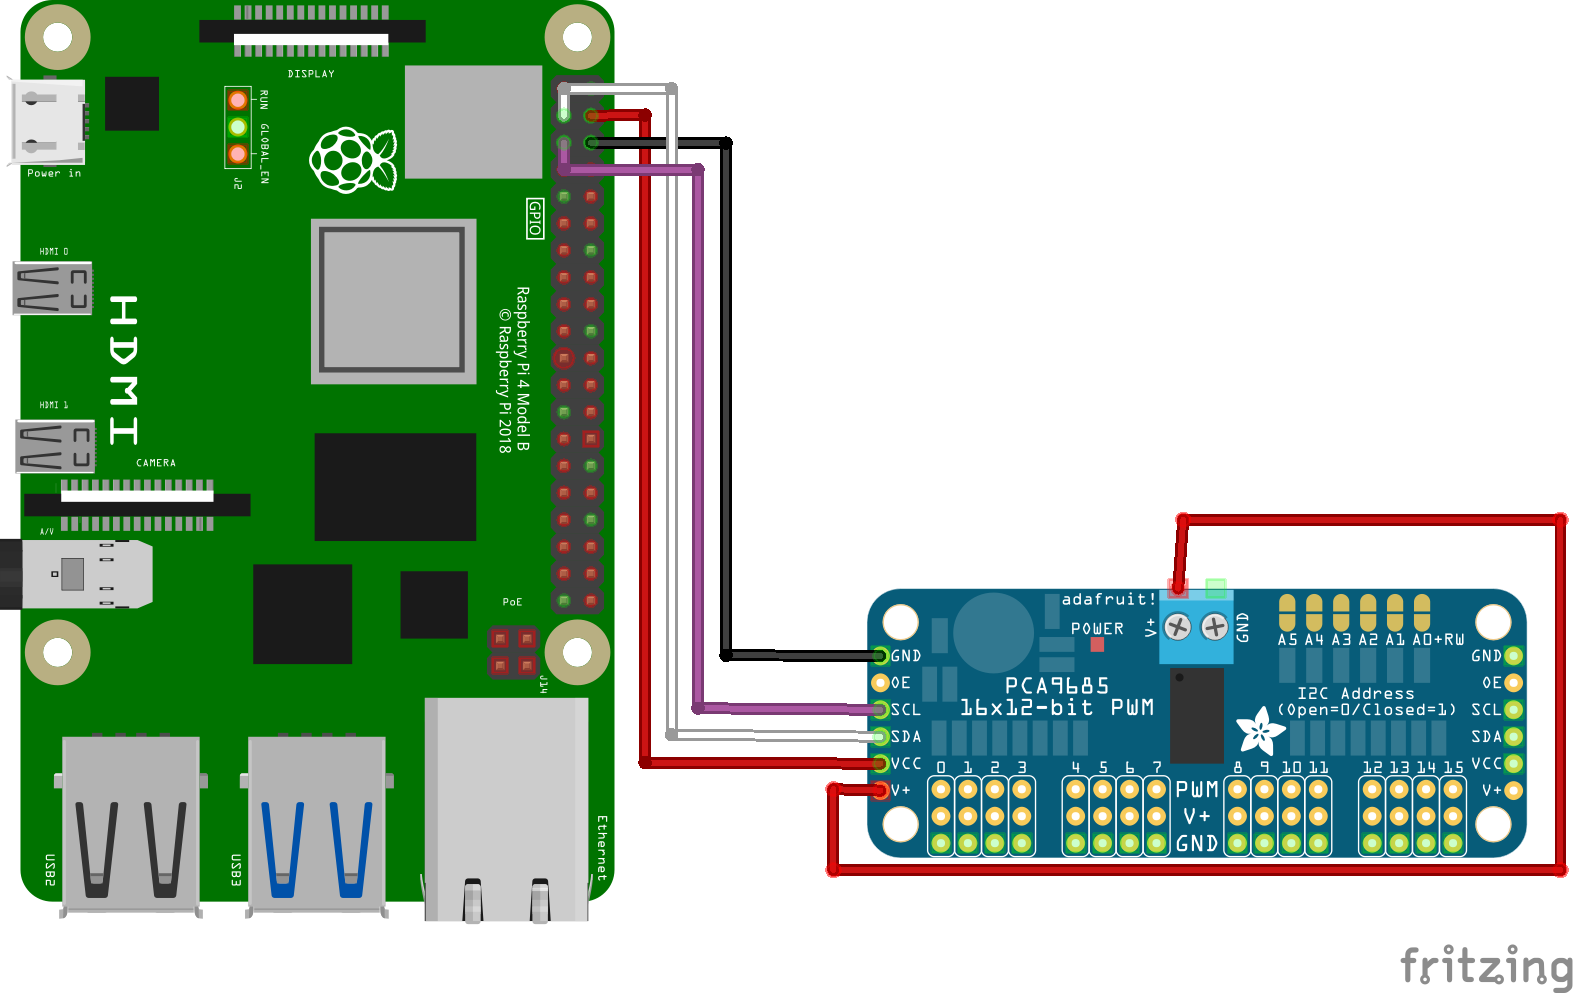 DISPLAY
RUN
GLOBAL_EN
J2
Power in
GPIO
HDMI 0
HDMI
Raspberry Pi 4 Model B
© Raspberry Pi 2018
HDMI 1
CAMERA
A/V
PoE
J14
USB2
USB3
Ethernet
adafruit!
V+
GND
POWER
A5 A4 A3 A2 A1 A0+RW
GND
OE
SCL
SDA
VCC
V+
PCA9685
16x12-bit PWM
I2C Address
(Open=0/Closed=1)
GND
OE
SCL
SDA
VCC
V+
0 1 2 3 4 5 6 7 8 9 10 11 12 13 14 15
PWM
V+
GND
fritzing